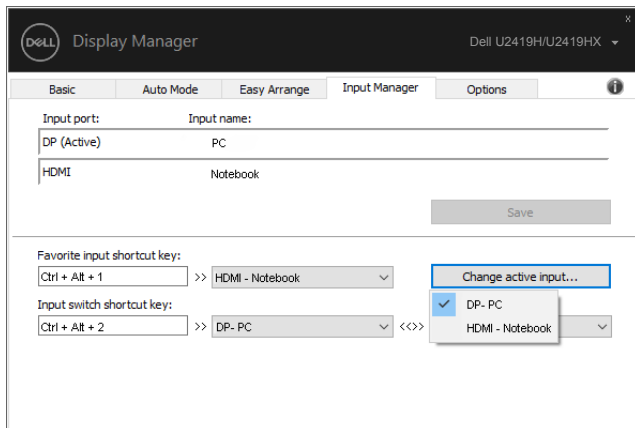 x
DELL Display Manager Dell U2419H/U2419HX
Basic Auto Mode Easy Arrange Input Manager Options i
Input port: Input name:
DP (Active) PC
HDMI Notebook
Save
Favorite input shortcut key:
Ctrl + Alt + 1 >> HDMI - Notebook Change active input...
DP- PC
Input switch shortcut key:
Ctrl + Alt + 2 >> DP- PC <<>> HDMI - Notebook